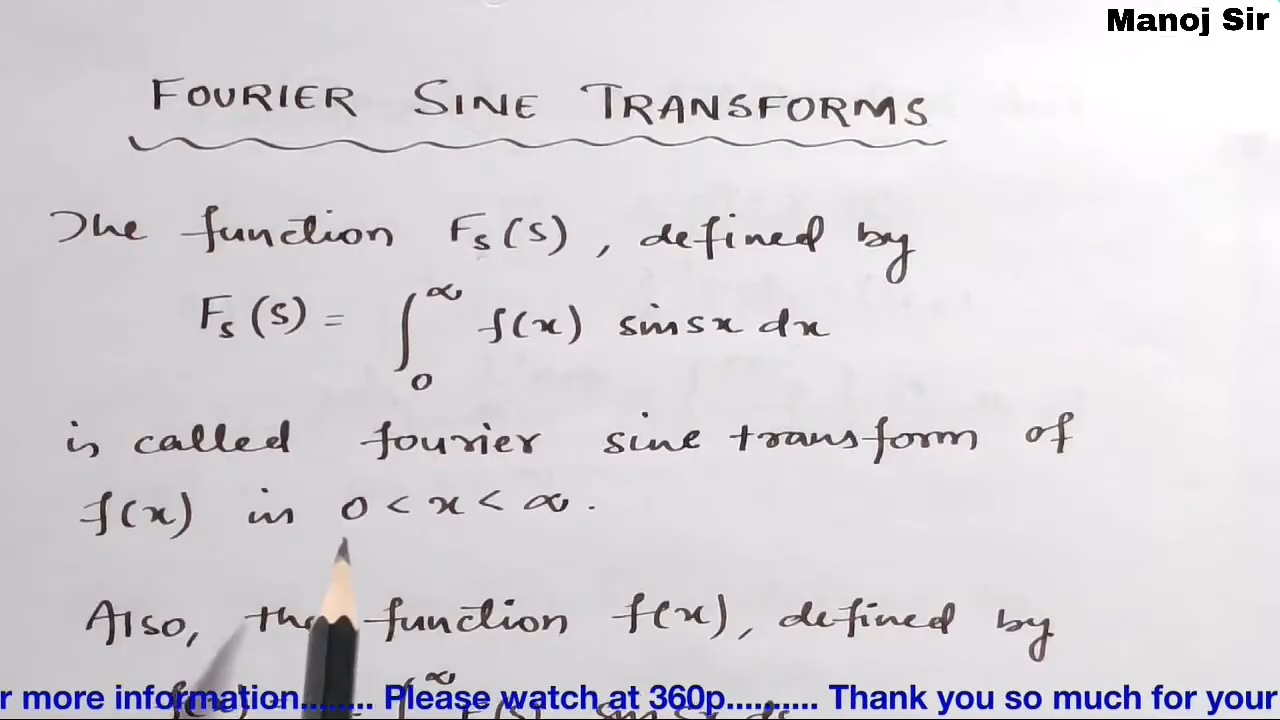 Manoj Sir
FOURIER SINE TRANSFORMS
The function Fₛ(s), defined by
Fₛ(s) = ∫₀^∞ f(x) sin sx dx
is called fourier sine transform of
f(x) in 0 < x < ∞.
Also, the function f(x), defined by
r more information........ Please watch at 360p.......... Thank you so much for your